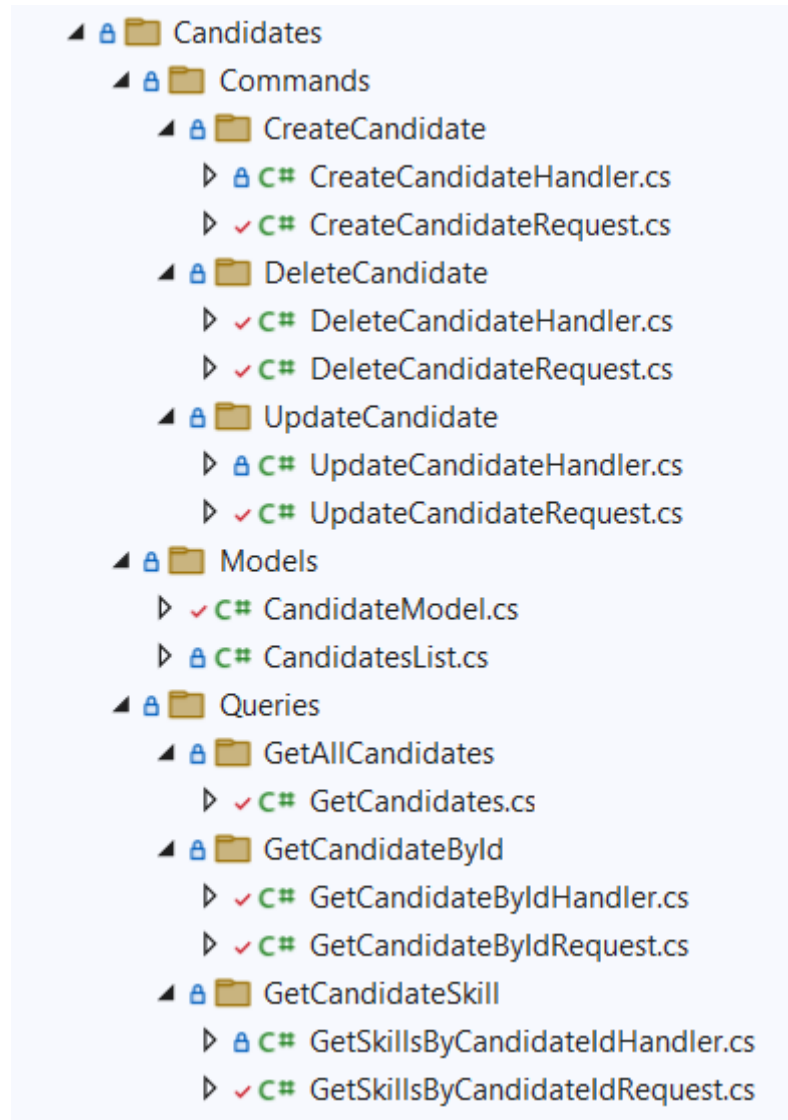 Candidates
Commands
CreateCandidate
C# CreateCandidateHandler.cs
C# CreateCandidateRequest.cs
DeleteCandidate
C# DeleteCandidateHandler.cs
C# DeleteCandidateRequest.cs
UpdateCandidate
C# UpdateCandidateHandler.cs
C# UpdateCandidateRequest.cs
Models
C# CandidateModel.cs
C# CandidatesList.cs
Queries
GetAllCandidates
C# GetCandidates.cs
GetCandidateById
C# GetCandidateByIdHandler.cs
C# GetCandidateByIdRequest.cs
GetCandidateSkill
C# GetSkillsByCandidateIdHandler.cs
C# GetSkillsByCandidateIdRequest.cs